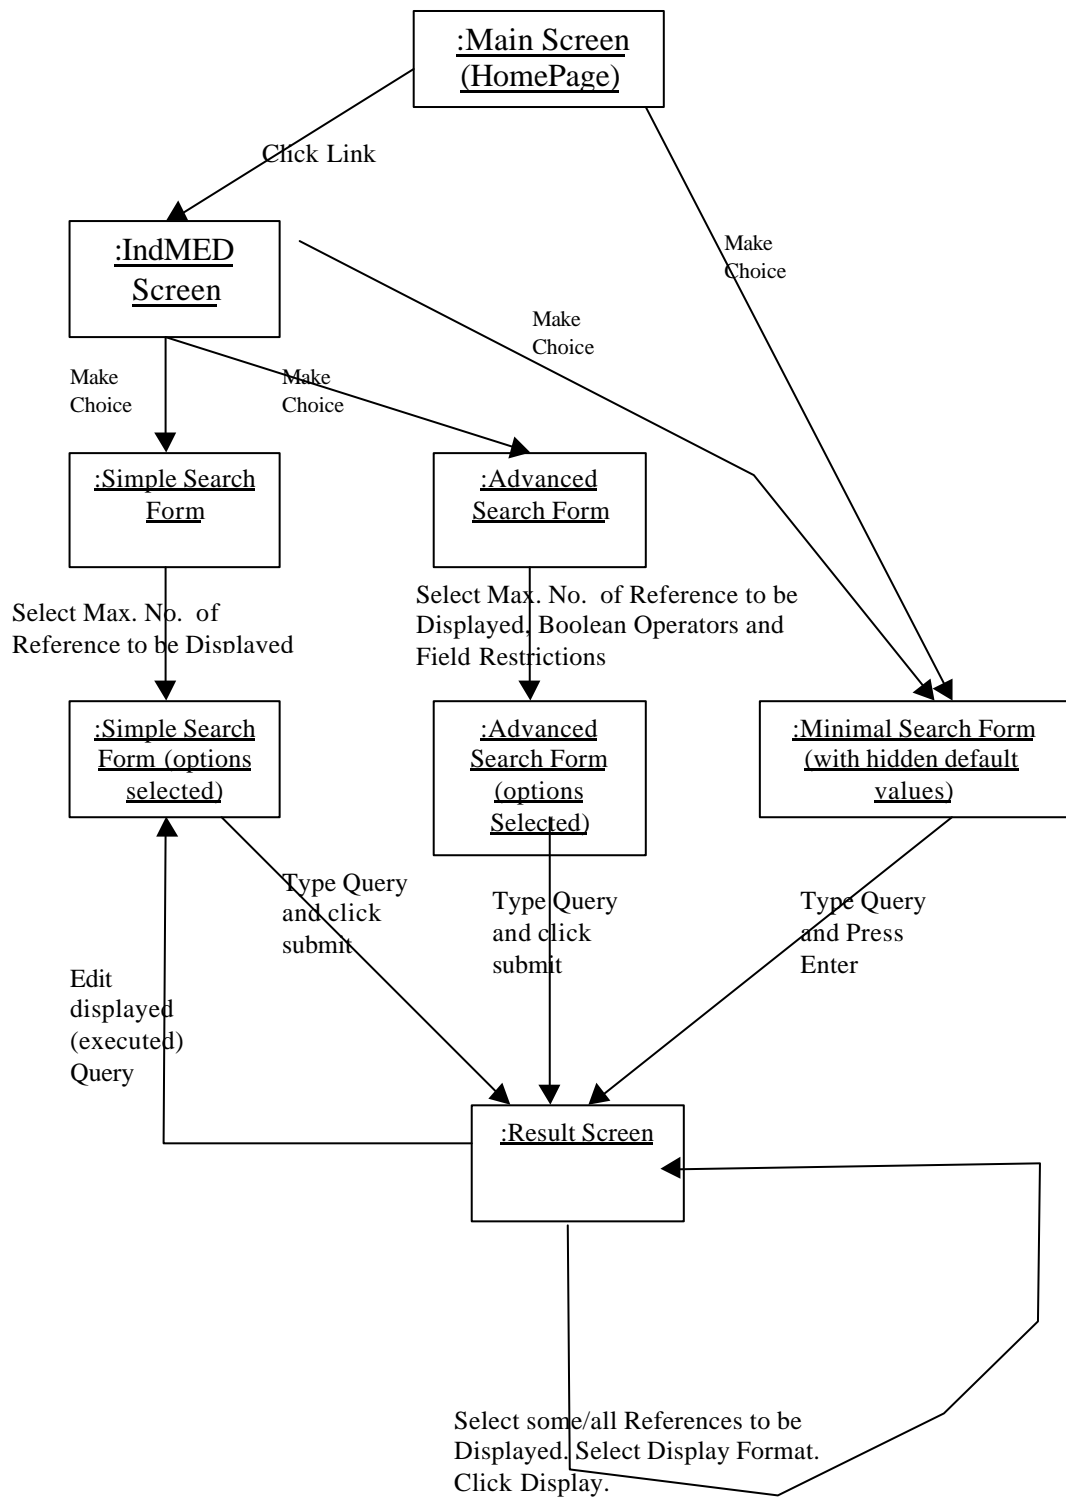 :Main Screen
(HomePage)
Click Link
:IndMED
Screen
Make
Choice
Make
Choice
Make
Choice
Make
Choice
:Simple Search
Form
:Advanced
Search Form
Select Max. No. of
Reference to be Displayed
Select Max. No. of Reference to be
Displayed, Boolean Operators and
Field Restrictions
:Simple Search
Form (options
selected)
:Advanced
Search Form
(options
Selected)
:Minimal Search Form
(with hidden default
values)
Type Query
and click
submit
Type Query
and click
submit
Type Query
and Press
Enter
Edit
displayed
(executed)
Query
:Result Screen
Select some/all References to be
Displayed. Select Display Format.
Click Display.